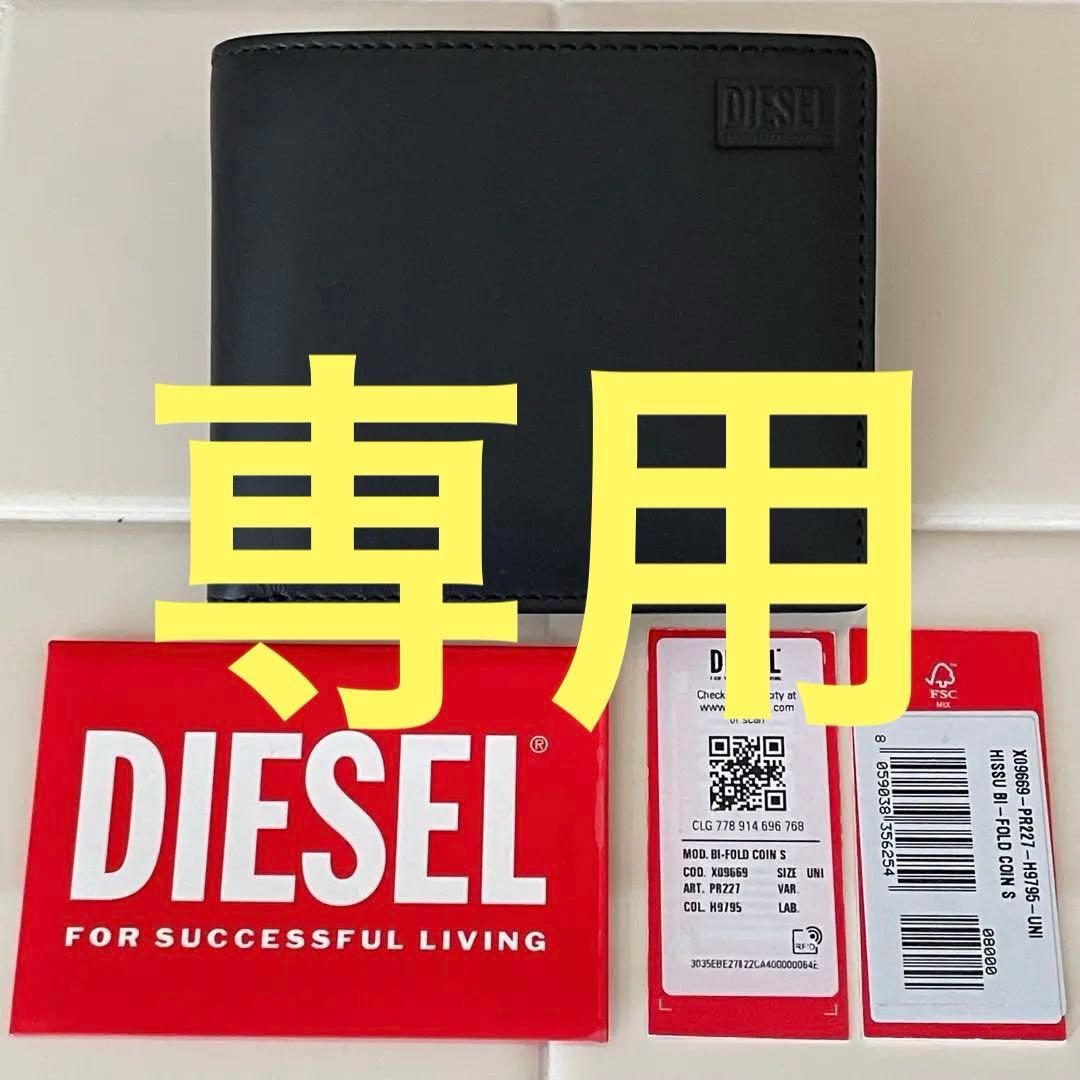 DIESEL
専用
DIESEL®
FOR SUCCESSFUL LIVING
CLG 778 914 696 768
MOD. BI-FOLD COIN S
COD. X09669 SIZE UNI
ART. PR227 VAR.
COL. H9795 LAB.
RFID
FSC
MIX
X09669-PR227-H9795-UNI
HISSU BI-FOLD COIN S
8 059038 356254
08000